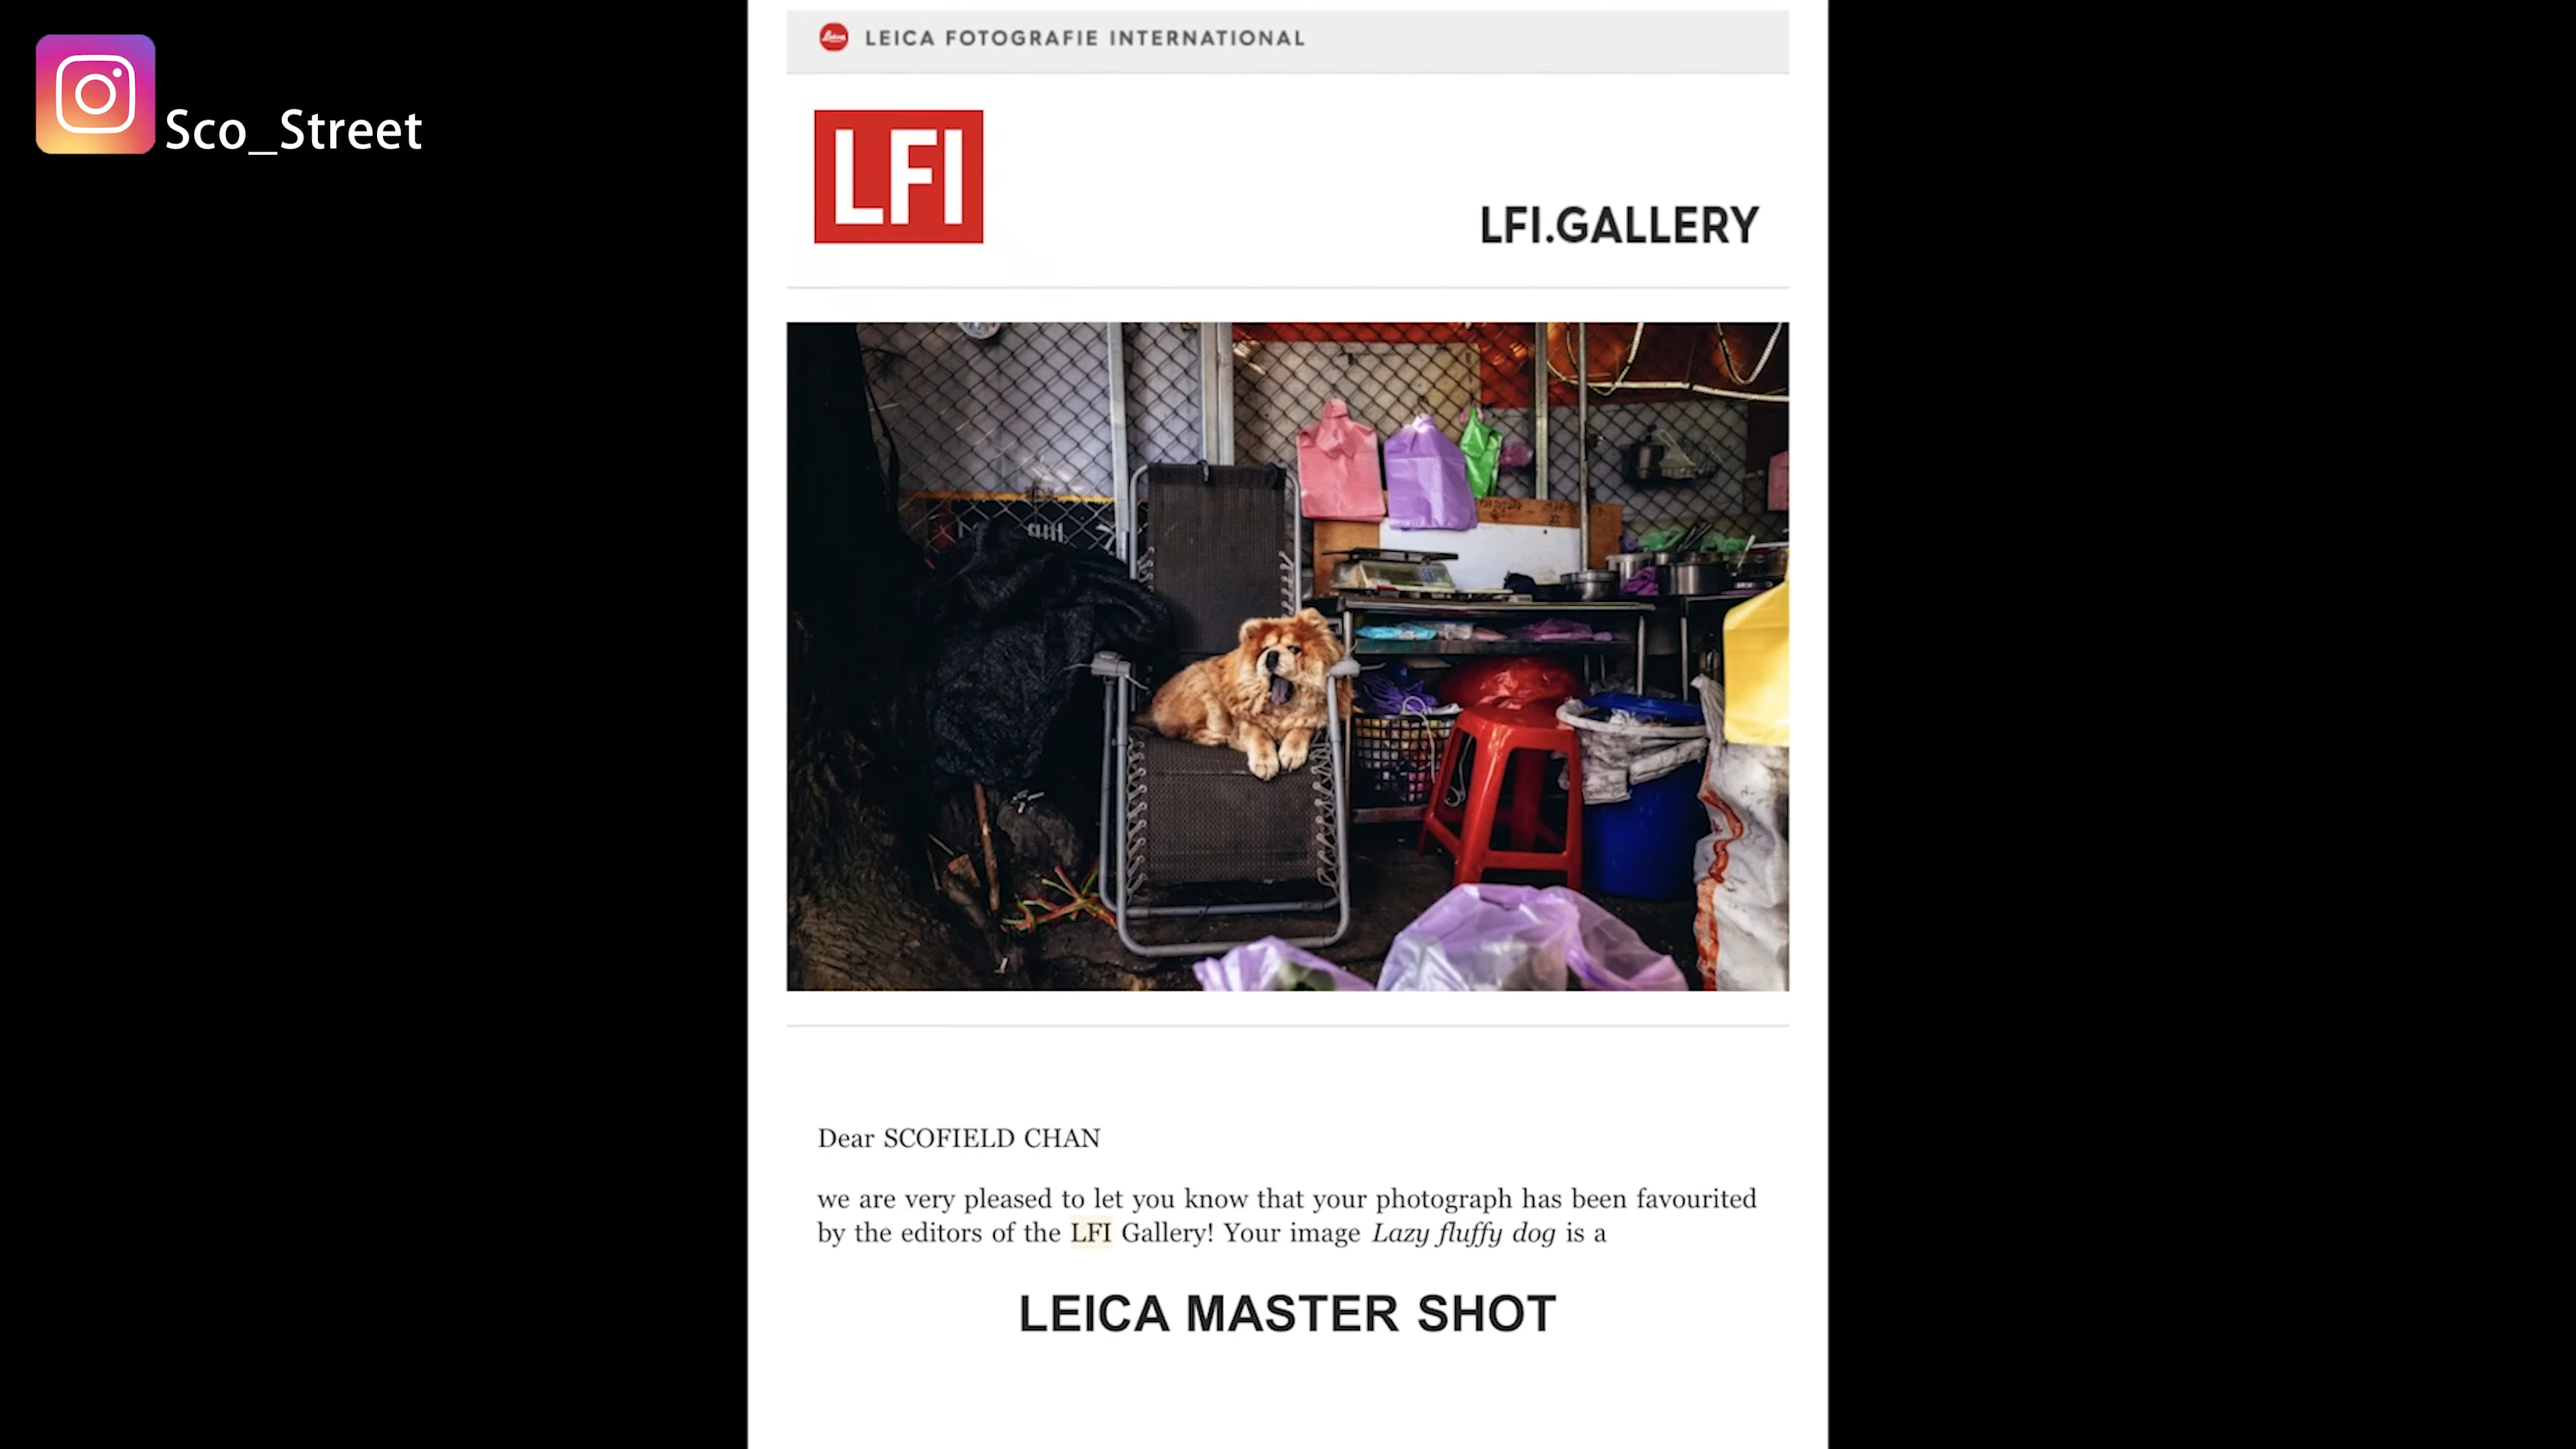 Sco_Street
Leica LEICA FOTOGRAFIE INTERNATIONAL
LFI
LFI.GALLERY
Dear SCOFIELD CHAN
we are very pleased to let you know that your photograph has been favourited
by the editors of the LFI Gallery! Your image Lazy fluffy dog is a
LEICA MASTER SHOT